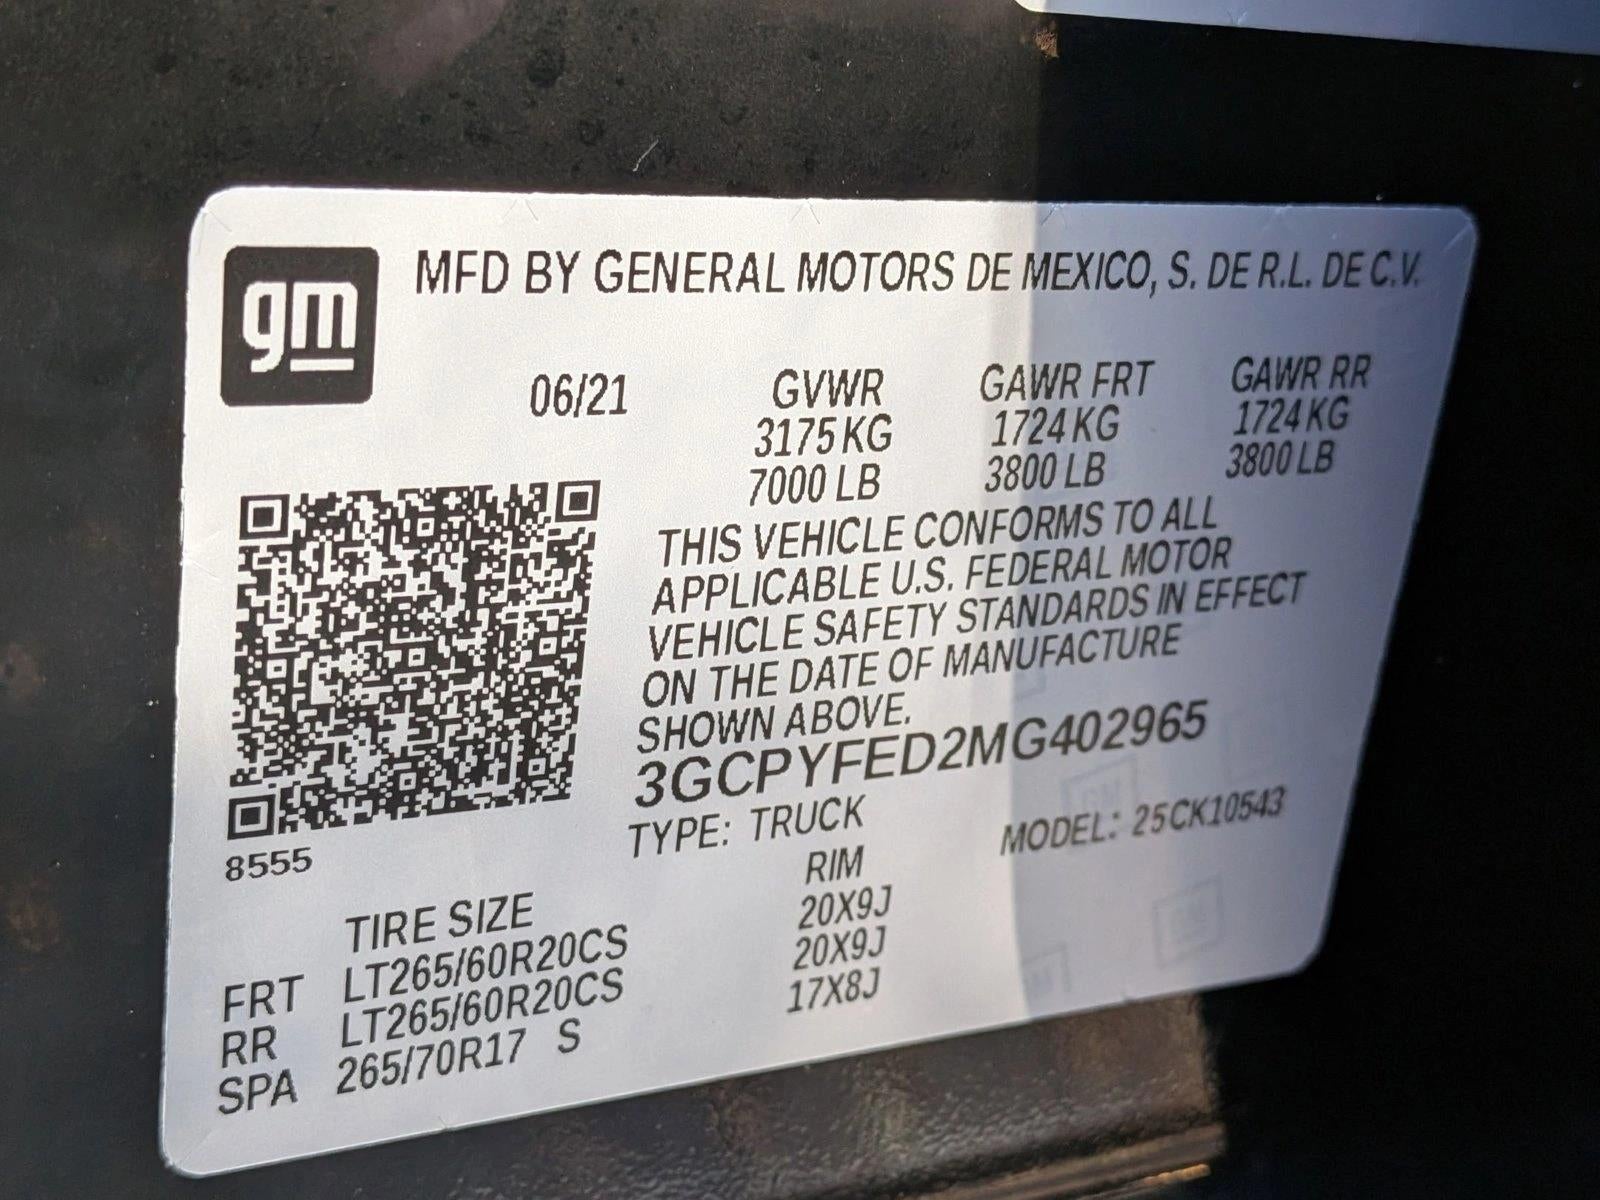 gm
MFD BY GENERAL MOTORS DE MEXICO, S. DE R.L. DE C.V.
06/21 GVWR GAWR FRT GAWR RR
3175 KG 1724 KG 1724 KG
7000 LB 3800 LB 3800 LB
THIS VEHICLE CONFORMS TO ALL
APPLICABLE U.S. FEDERAL MOTOR
VEHICLE SAFETY STANDARDS IN EFFECT
ON THE DATE OF MANUFACTURE
SHOWN ABOVE.
3GCPYFED2MG402965
TYPE: TRUCK MODEL: 25CK10543
8555
TIRE SIZE RIM
FRT LT265/60R20CS 20X9J
RR LT265/60R20CS 20X9J
SPA 265/70R17 S 17X8J